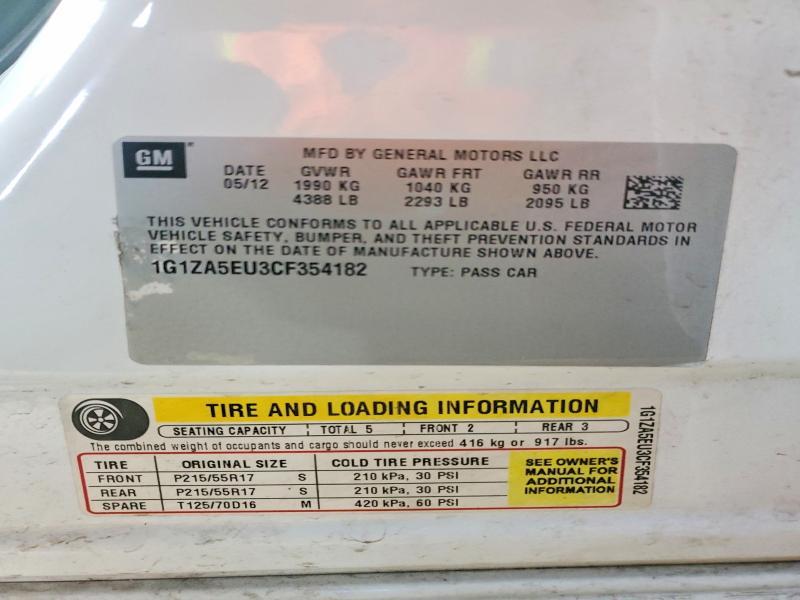 GM
MFD BY GENERAL MOTORS LLC
DATE GVWR GAWR FRT GAWR RR
05/12 1990 KG 1040 KG 950 KG
4388 LB 2293 LB 2095 LB
THIS VEHICLE CONFORMS TO ALL APPLICABLE U.S. FEDERAL MOTOR
VEHICLE SAFETY, BUMPER, AND THEFT PREVENTION STANDARDS IN
EFFECT ON THE DATE OF MANUFACTURE SHOWN ABOVE.
1G1ZA5EU3CF354182 TYPE: PASS CAR
TIRE AND LOADING INFORMATION
SEATING CAPACITY TOTAL 5 FRONT 2 REAR 3
The combined weight of occupants and cargo should never exceed 416 kg or 917 lbs.
TIRE ORIGINAL SIZE COLD TIRE PRESSURE
FRONT P215/55R17 S 210 kPa, 30 PSI
REAR P215/55R17 S 210 kPa, 30 PSI
SPARE T125/70D16 M 420 kPa, 60 PSI
SEE OWNER'S
MANUAL FOR
ADDITIONAL
INFORMATION
1G1ZA5EU3CF354182